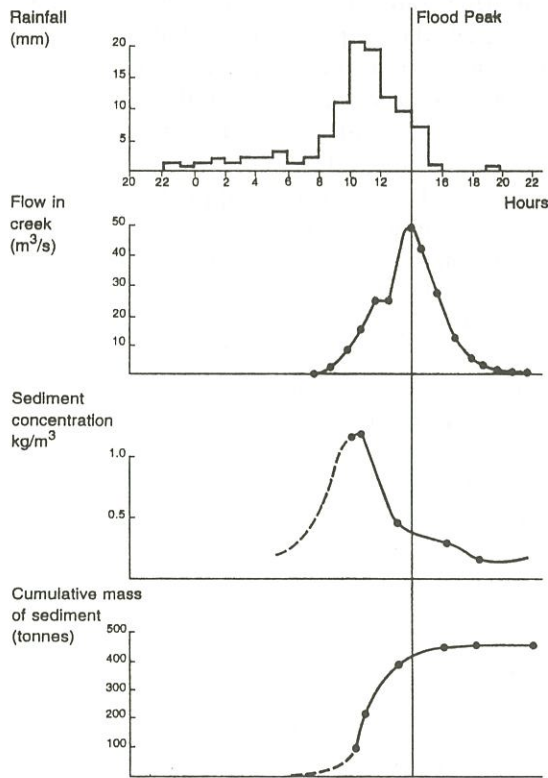 Rainfall
(mm)
Flood Peak
20
15
10
5
20 22 0 2 4 6 8 10 12 14 16 18 20 22
Hours
Flow in
creek
(m³/s)
50
40
30
20
10
Sediment
concentration
kg/m³
1.0
0.5
Cumulative mass
of sediment
(tonnes)
500
400
300
200
100